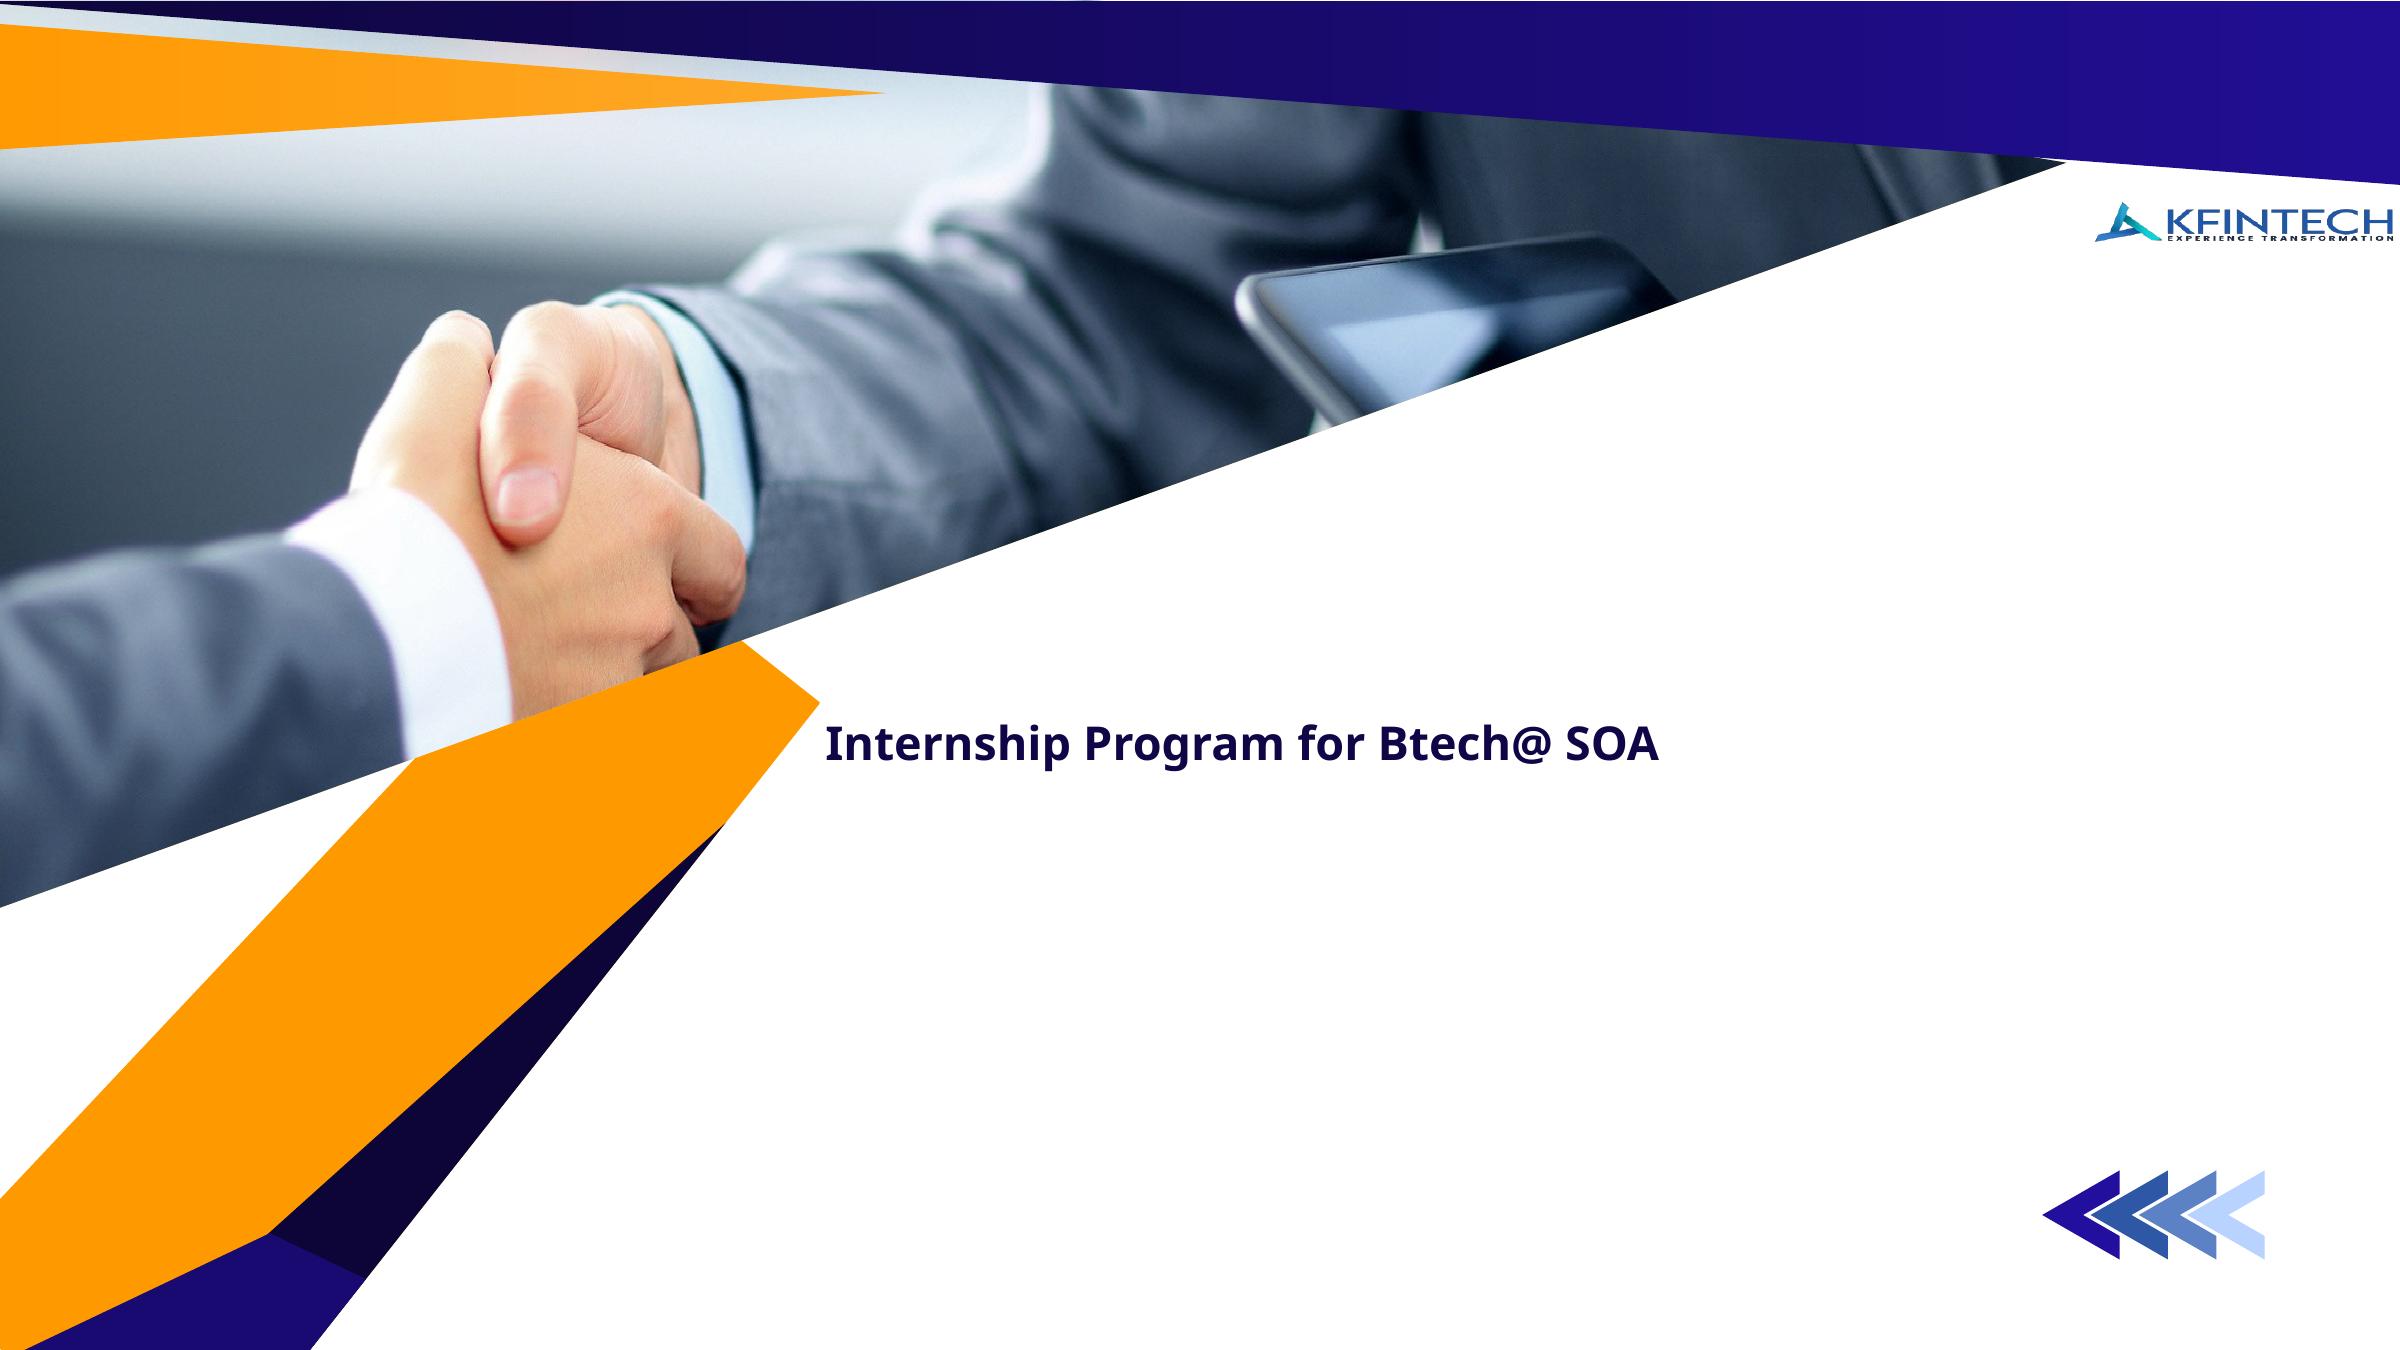 KFINTECH
EXPERIENCE TRANSFORMATION
Internship Program for Btech@ SOA